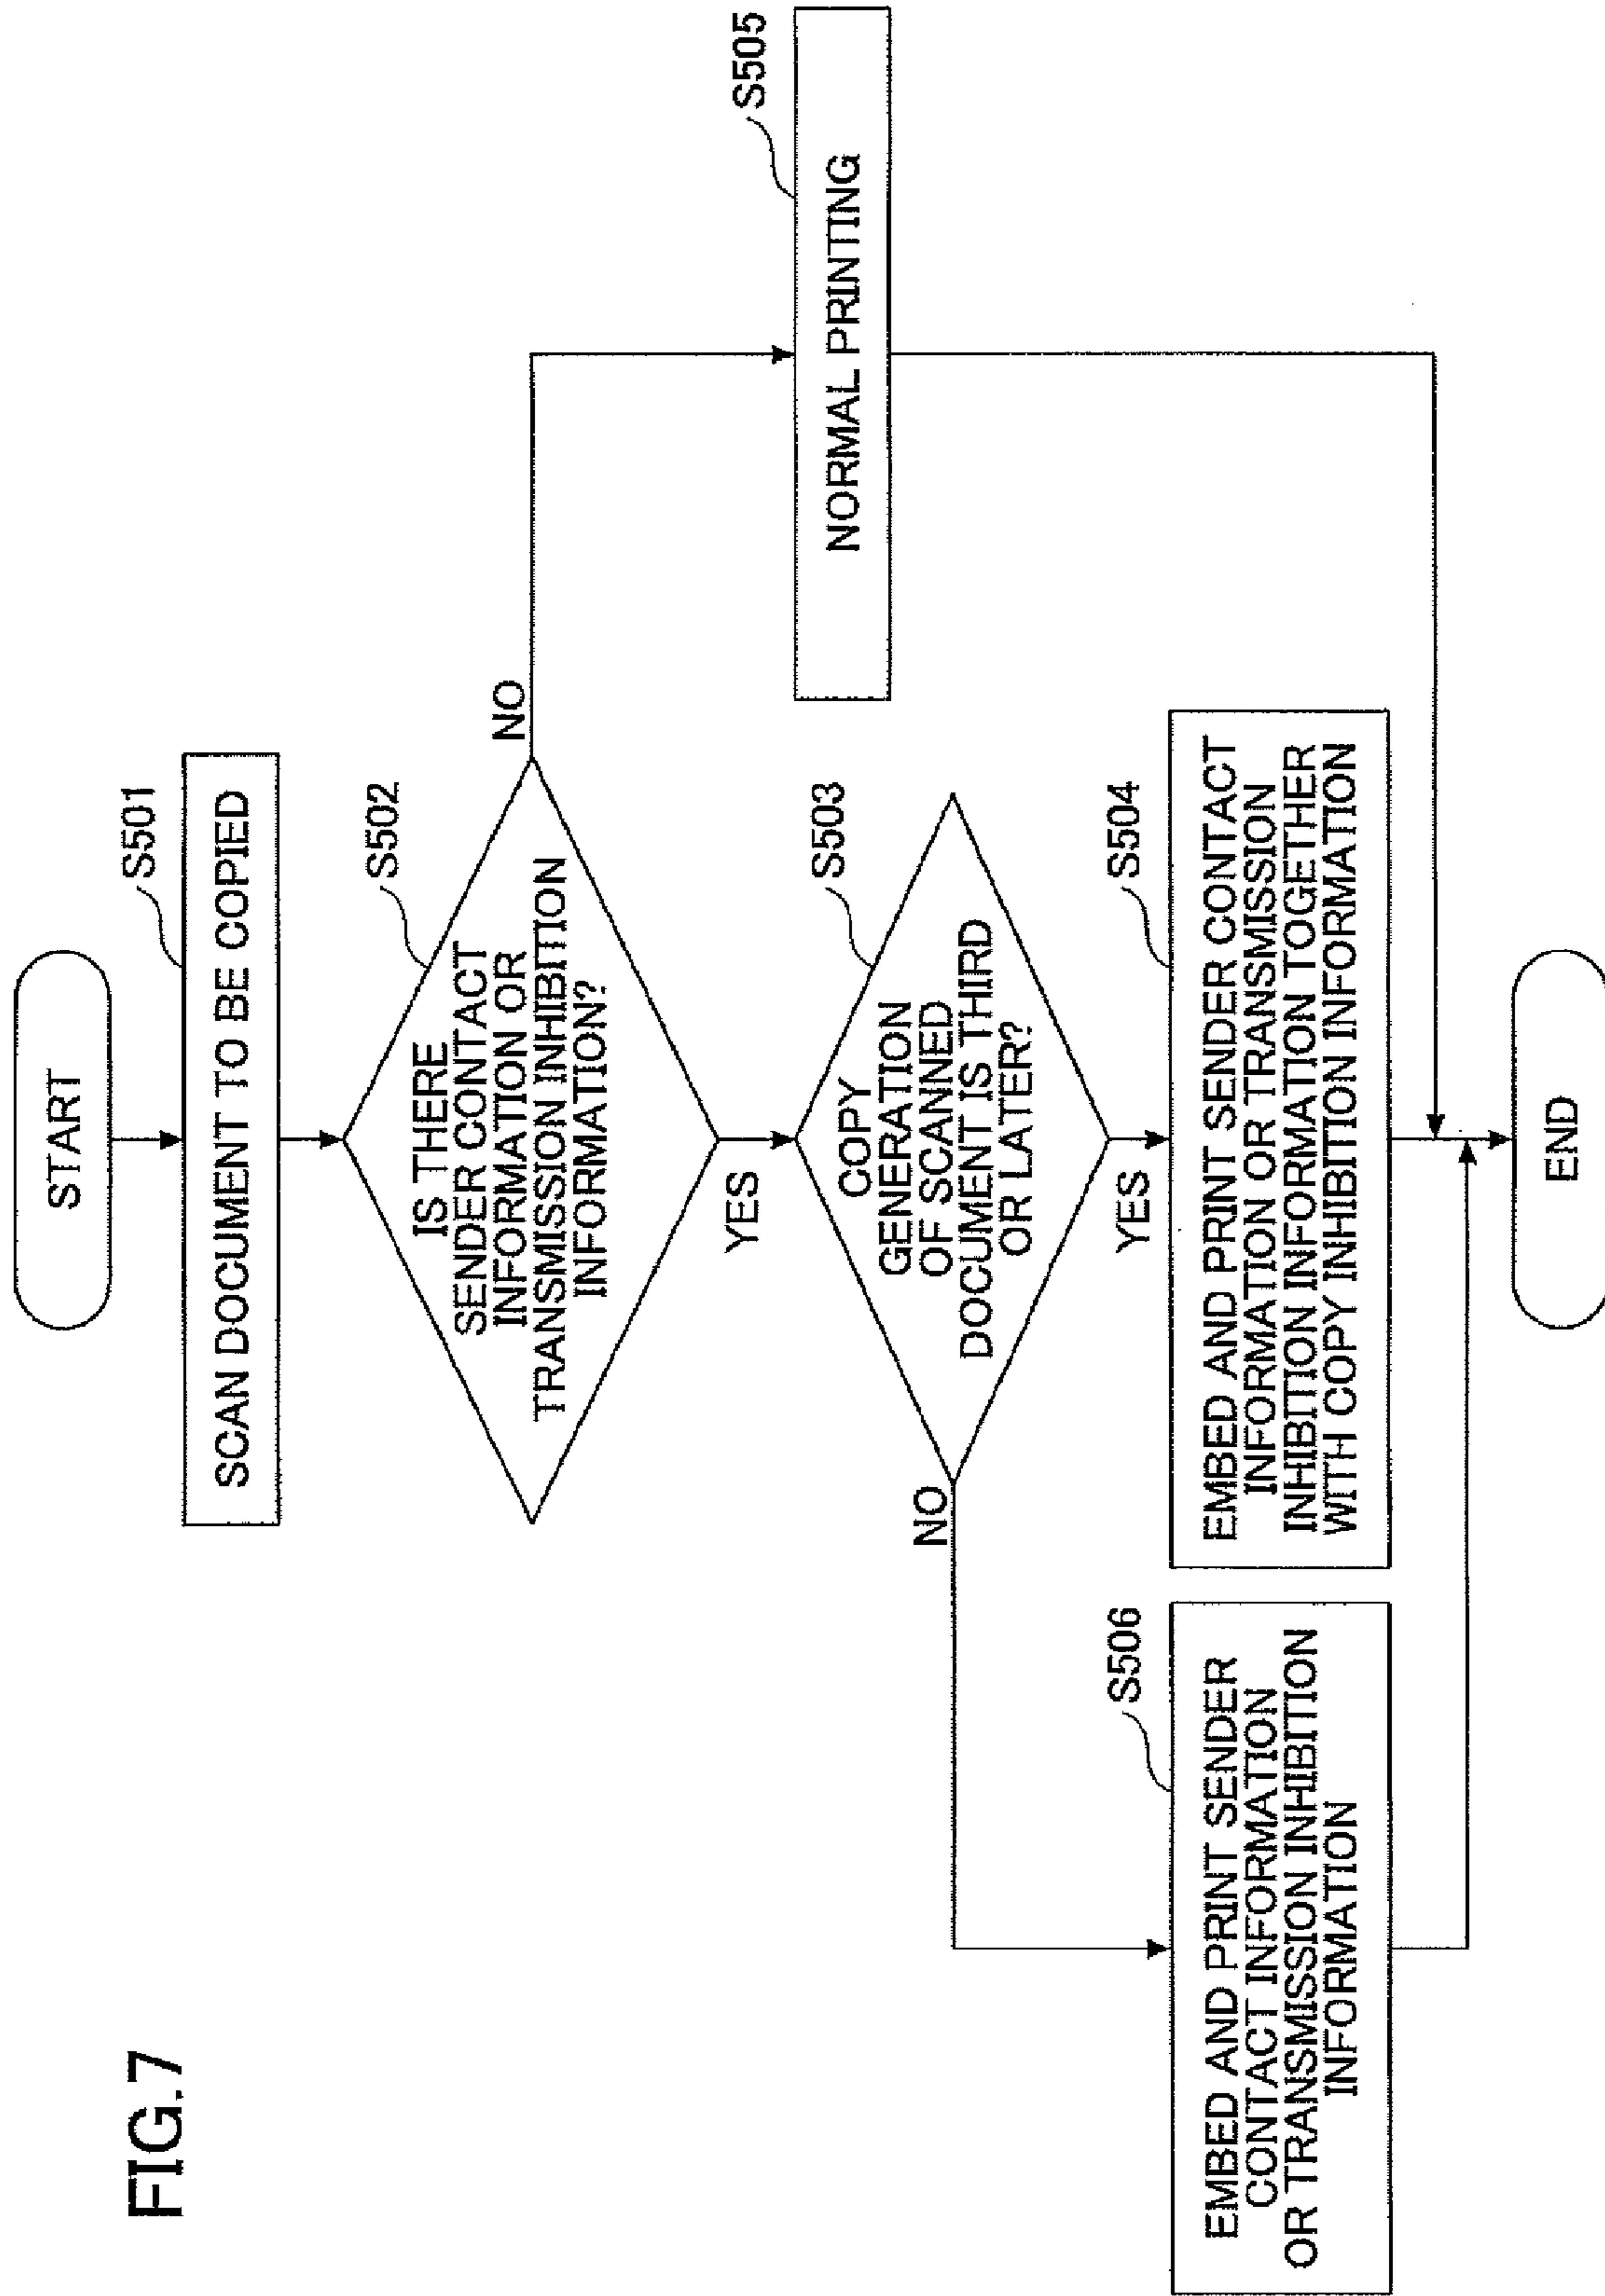 FIG.7
START
S501
SCAN DOCUMENT TO BE COPIED
S502
IS THERE
SENDER CONTACT
INFORMATION OR
TRANSMISSION INHIBITION
INFORMATION?
NO
YES
S503
COPY
GENERATION
OF SCANNED
DOCUMENT IS THIRD
OR LATER?
NO
YES
S505
NORMAL PRINTING
S506
EMBED AND PRINT SENDER
CONTACT INFORMATION
OR TRANSMISSION INHIBITION
INFORMATION
S504
EMBED AND PRINT SENDER CONTACT
INFORMATION OR TRANSMISSION
INHIBITION INFORMATION TOGETHER
WITH COPY INHIBITION INFORMATION
END